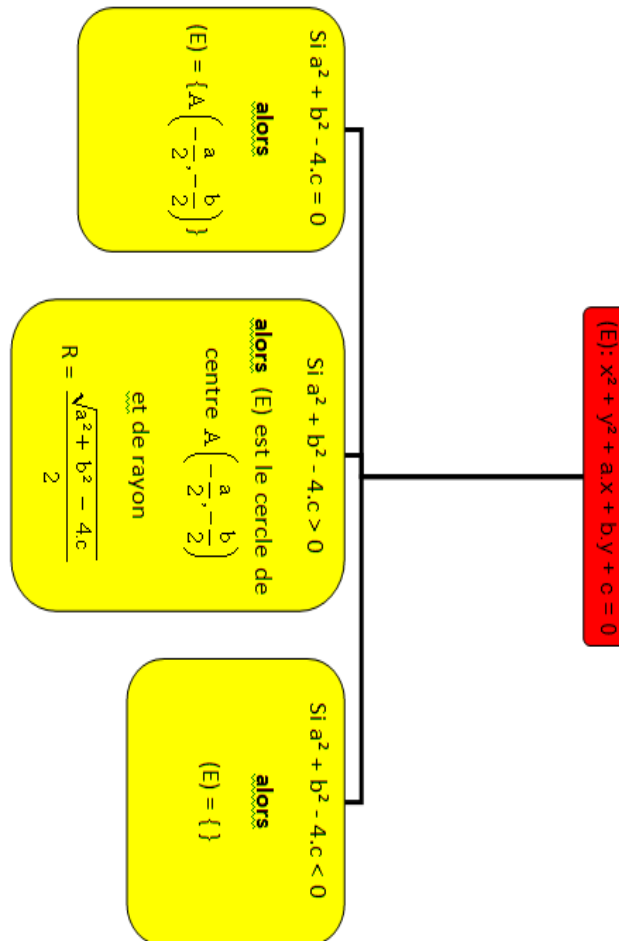 (E): x² + y² + a.x + b.y + c = 0
Si a² + b² - 4.c = 0
alors
(E) = {A(-a/2, -b/2)}
Si a² + b² - 4.c > 0
alors (E) est le cercle de
centre A(-a/2, -b/2)
et de rayon
R = √(a² + b² - 4.c)/2
Si a² + b² - 4.c < 0
alors
(E) = { }